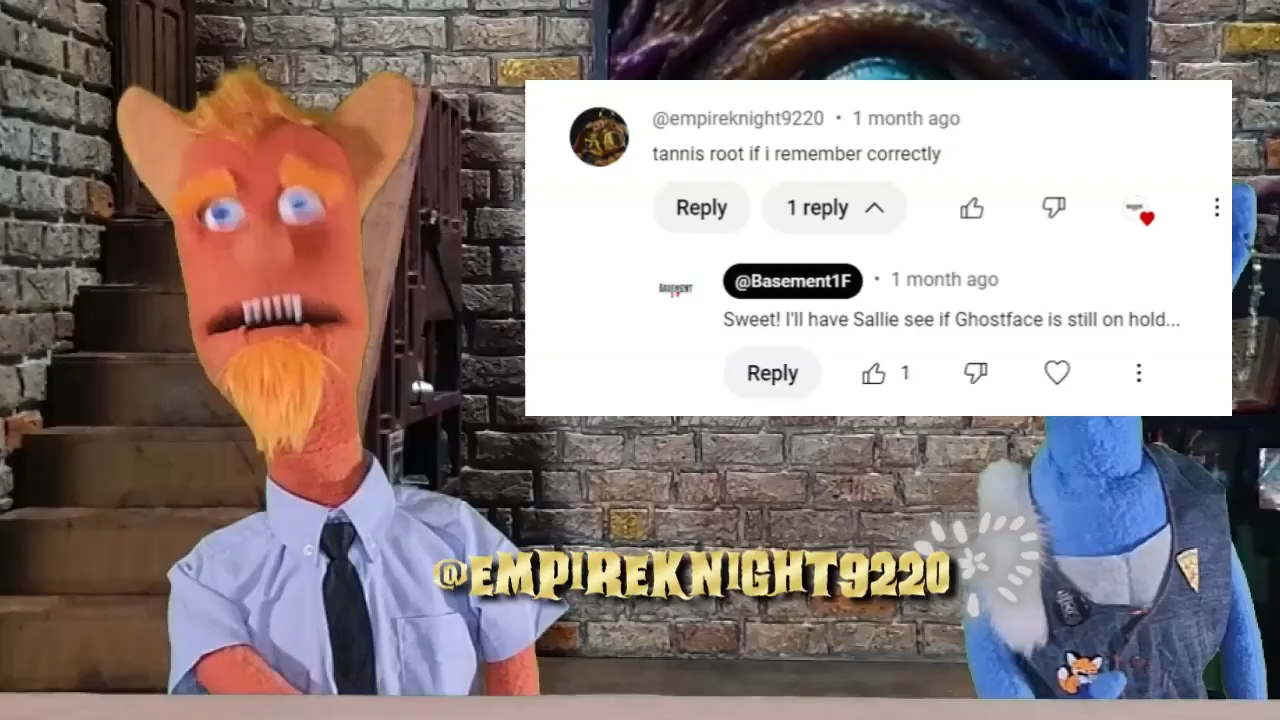 @empireknight9220 • 1 month ago
tannis root if i remember correctly
Reply 1 reply
BASEMENT
@Basement1F • 1 month ago
Sweet! I'll have Sallie see if Ghostface is still on hold...
Reply 1
@EMPIREKNIGHT9220